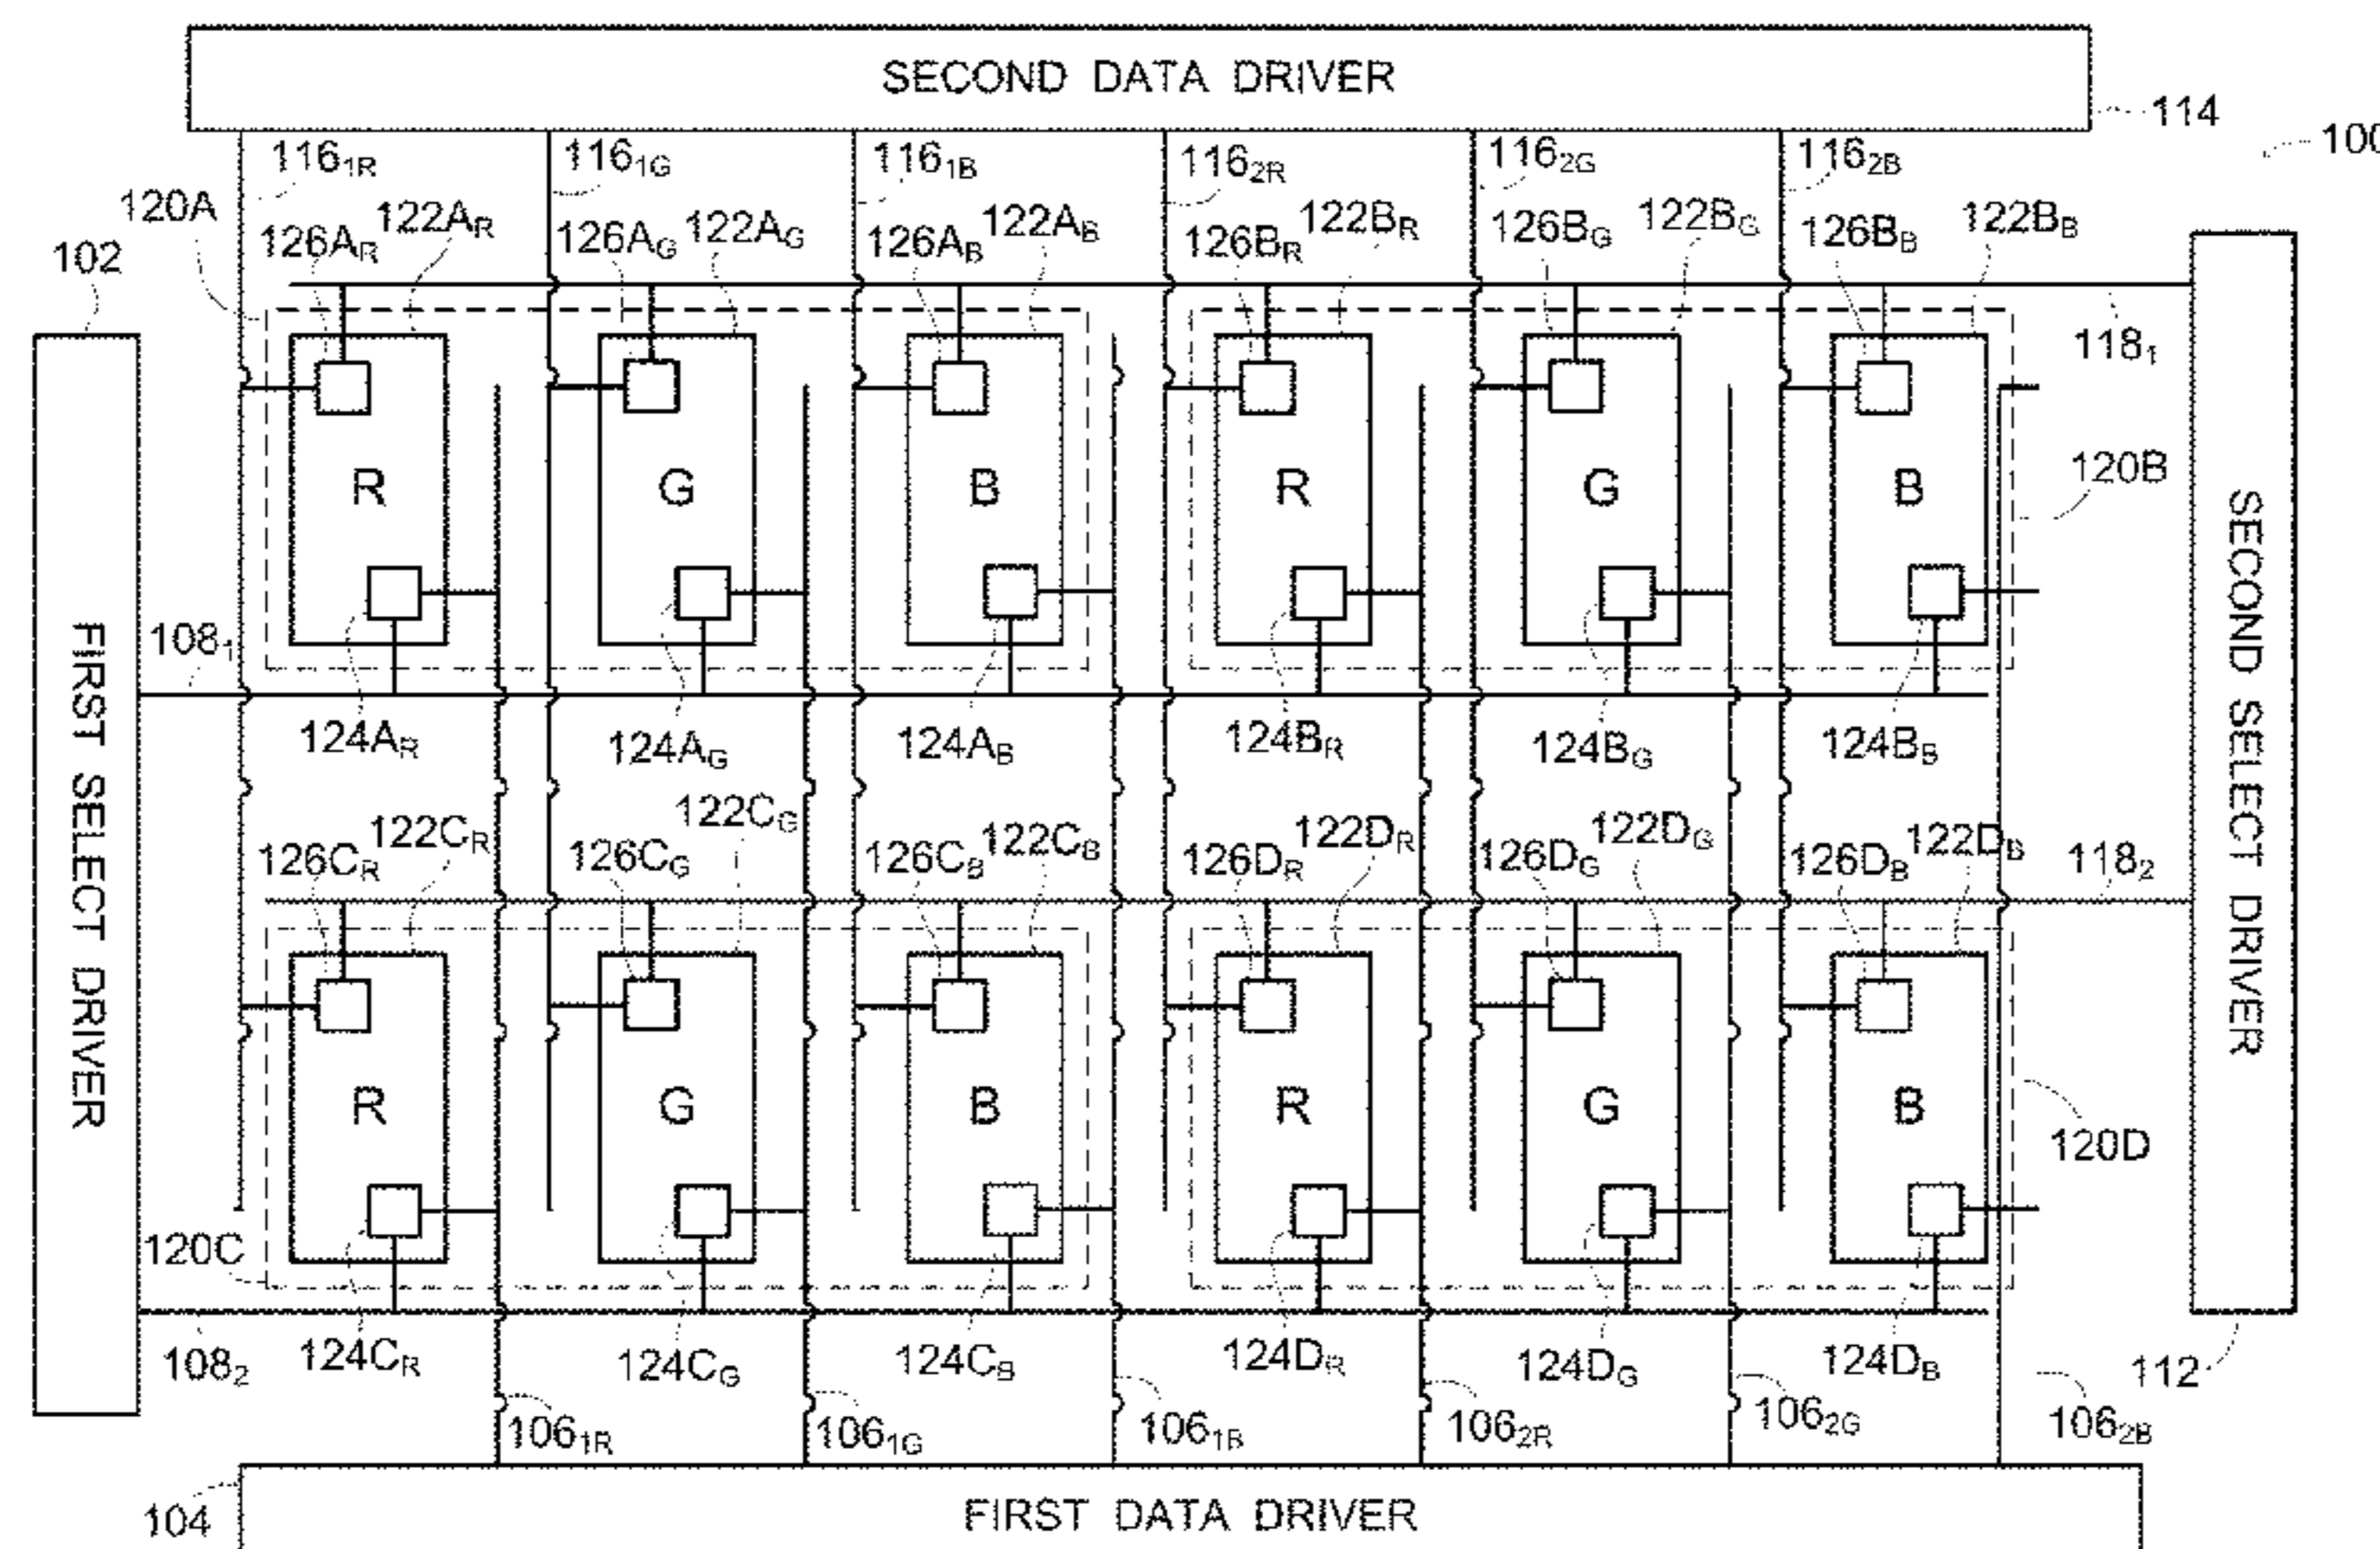 SECOND DATA DRIVER
114
100
116₁R 116₁G 116₁B 116₂R 116₂G 116₂B
120A
126A_R 122A_R 126A_G 122A_G 126A_B 122A_B 126B_R 122B_R 126B_G 122B_G 126B_B 122B_B
102
118₁
R G B R G B
120B
FIRST SELECT DRIVER
SECOND SELECT DRIVER
108₁
124A_R 124A_G 124A_B 124B_R 124B_G 124B_B
126C_R 122C_R 126C_G 122C_G 126C_B 122C_B 126D_R 122D_R 126D_G 122D_G 126D_B 122D_B
118₂
R G B R G B
120D
120C
108₂
124C_R 124C_G 124C_B 124D_R 124D_G 124D_B
112
106₁R 106₁G 106₁B 106₂R 106₂G 106₂B
104
FIRST DATA DRIVER